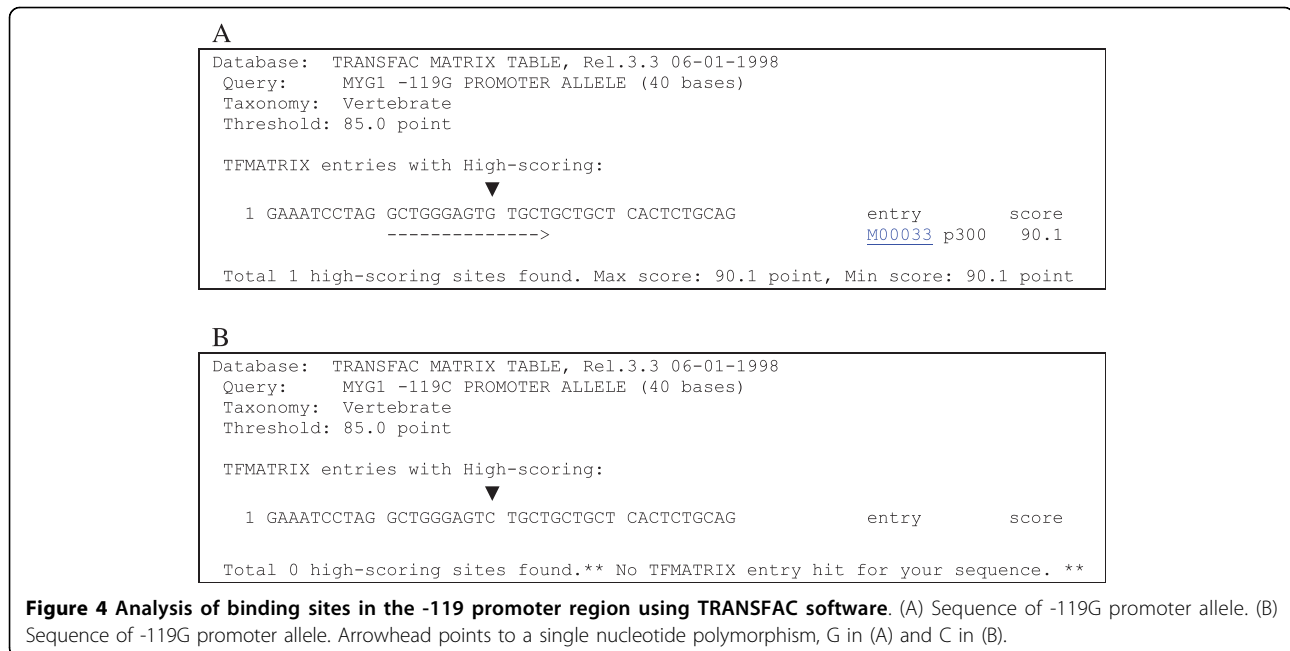 A
Database: TRANSFAC MATRIX TABLE, Rel.3.3 06-01-1998
Query: MYG1 -119G PROMOTER ALLELE (40 bases)
Taxonomy: Vertebrate
Threshold: 85.0 point
TFMATRIX entries with High-scoring:
▼
1 GAAATCCTAG GCTGGGAGTG TGCTGCTGCT CACTCTGCAG entry score
--------------> M00033 p300 90.1
Total 1 high-scoring sites found. Max score: 90.1 point, Min score: 90.1 point
B
Database: TRANSFAC MATRIX TABLE, Rel.3.3 06-01-1998
Query: MYG1 -119C PROMOTER ALLELE (40 bases)
Taxonomy: Vertebrate
Threshold: 85.0 point
TFMATRIX entries with High-scoring:
▼
1 GAAATCCTAG GCTGGGAGTC TGCTGCTGCT CACTCTGCAG entry score
Total 0 high-scoring sites found.** No TFMATRIX entry hit for your sequence. **
Figure 4 Analysis of binding sites in the -119 promoter region using TRANSFAC software. (A) Sequence of -119G promoter allele. (B)
Sequence of -119G promoter allele. Arrowhead points to a single nucleotide polymorphism, G in (A) and C in (B).